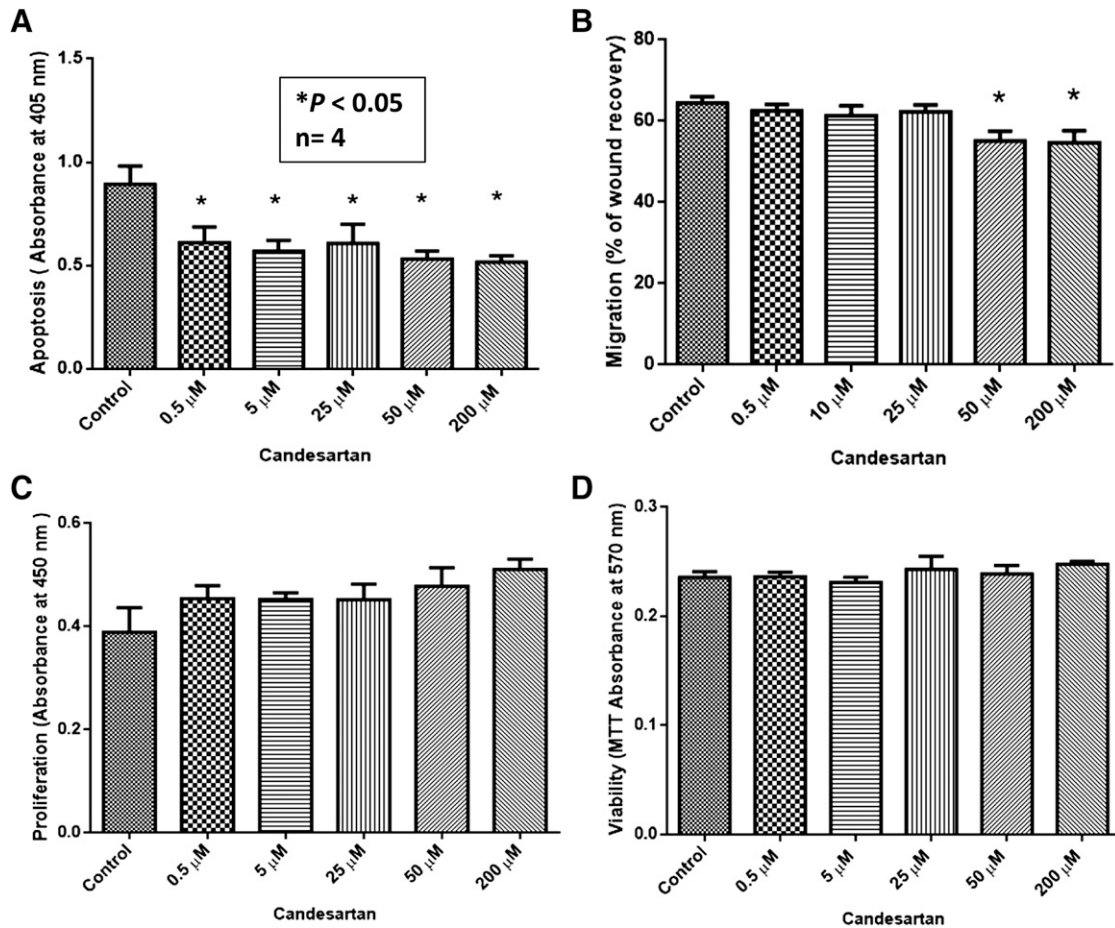 A
Apoptosis ( Absorbance at 405 nm)
1.5
1.0
0.5
0.0
*P < 0.05
n= 4
*
*
*
*
*
Control
0.5 µM
5 µM
25 µM
50 µM
200 µM
Candesartan
B
Migration (% of wound recovery)
80
60
40
20
0
*
*
Control
0.5 µM
10 µM
25 µM
50 µM
200 µM
Candesartan
C
Proliferation (Absorbance at 450 nm )
0.6
0.4
0.2
0.0
Control
0.5 µM
5 µM
25 µM
50 µM
200 µM
Candesartan
D
Viability (MTT Absorbance at 570 nm)
0.3
0.2
0.1
0.0
Control
0.5 µM
5 µM
25 µM
50 µM
200 µM
Candesartan